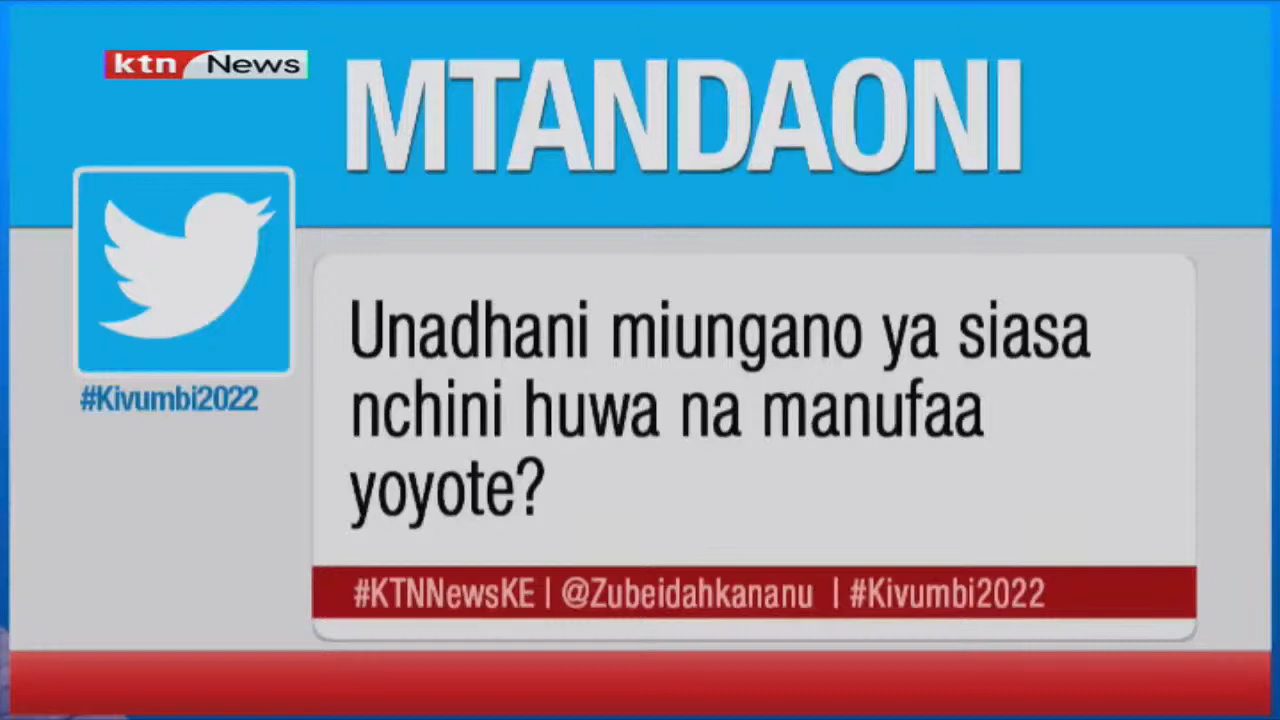 ktn News
MTANDAONI
#Kivumbi2022
Unadhani miungano ya siasa
nchini huwa na manufaa
yoyote?
#KTNNewsKE | @Zubeidahkananu | #Kivumbi2022